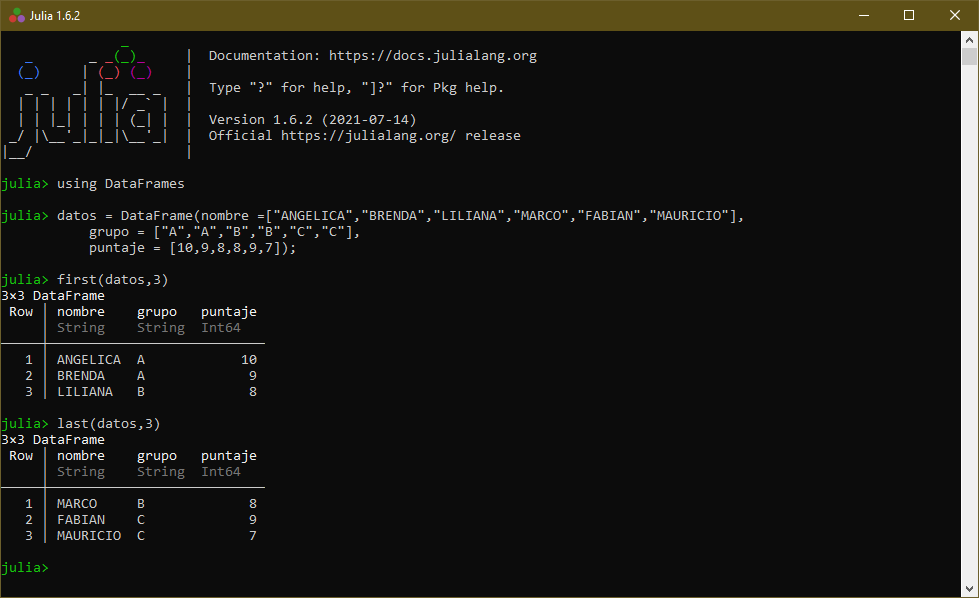 Julia 1.6.2
Documentation: https://docs.julialang.org
Type "?" for help, "]?" for Pkg help.
Version 1.6.2 (2021-07-14)
Official https://julialang.org/ release
julia> using DataFrames
julia> datos = DataFrame(nombre =["ANGELICA","BRENDA","LILIANA","MARCO","FABIAN","MAURICIO"],
grupo = ["A","A","B","B","C","C"],
puntaje = [10,9,8,8,9,7]);
julia> first(datos,3)
3×3 DataFrame
Row │ nombre grupo puntaje
│ String String Int64
1 │ ANGELICA A 10
2 │ BRENDA A 9
3 │ LILIANA B 8
julia> last(datos,3)
3×3 DataFrame
Row │ nombre grupo puntaje
│ String String Int64
1 │ MARCO B 8
2 │ FABIAN C 9
3 │ MAURICIO C 7
julia>